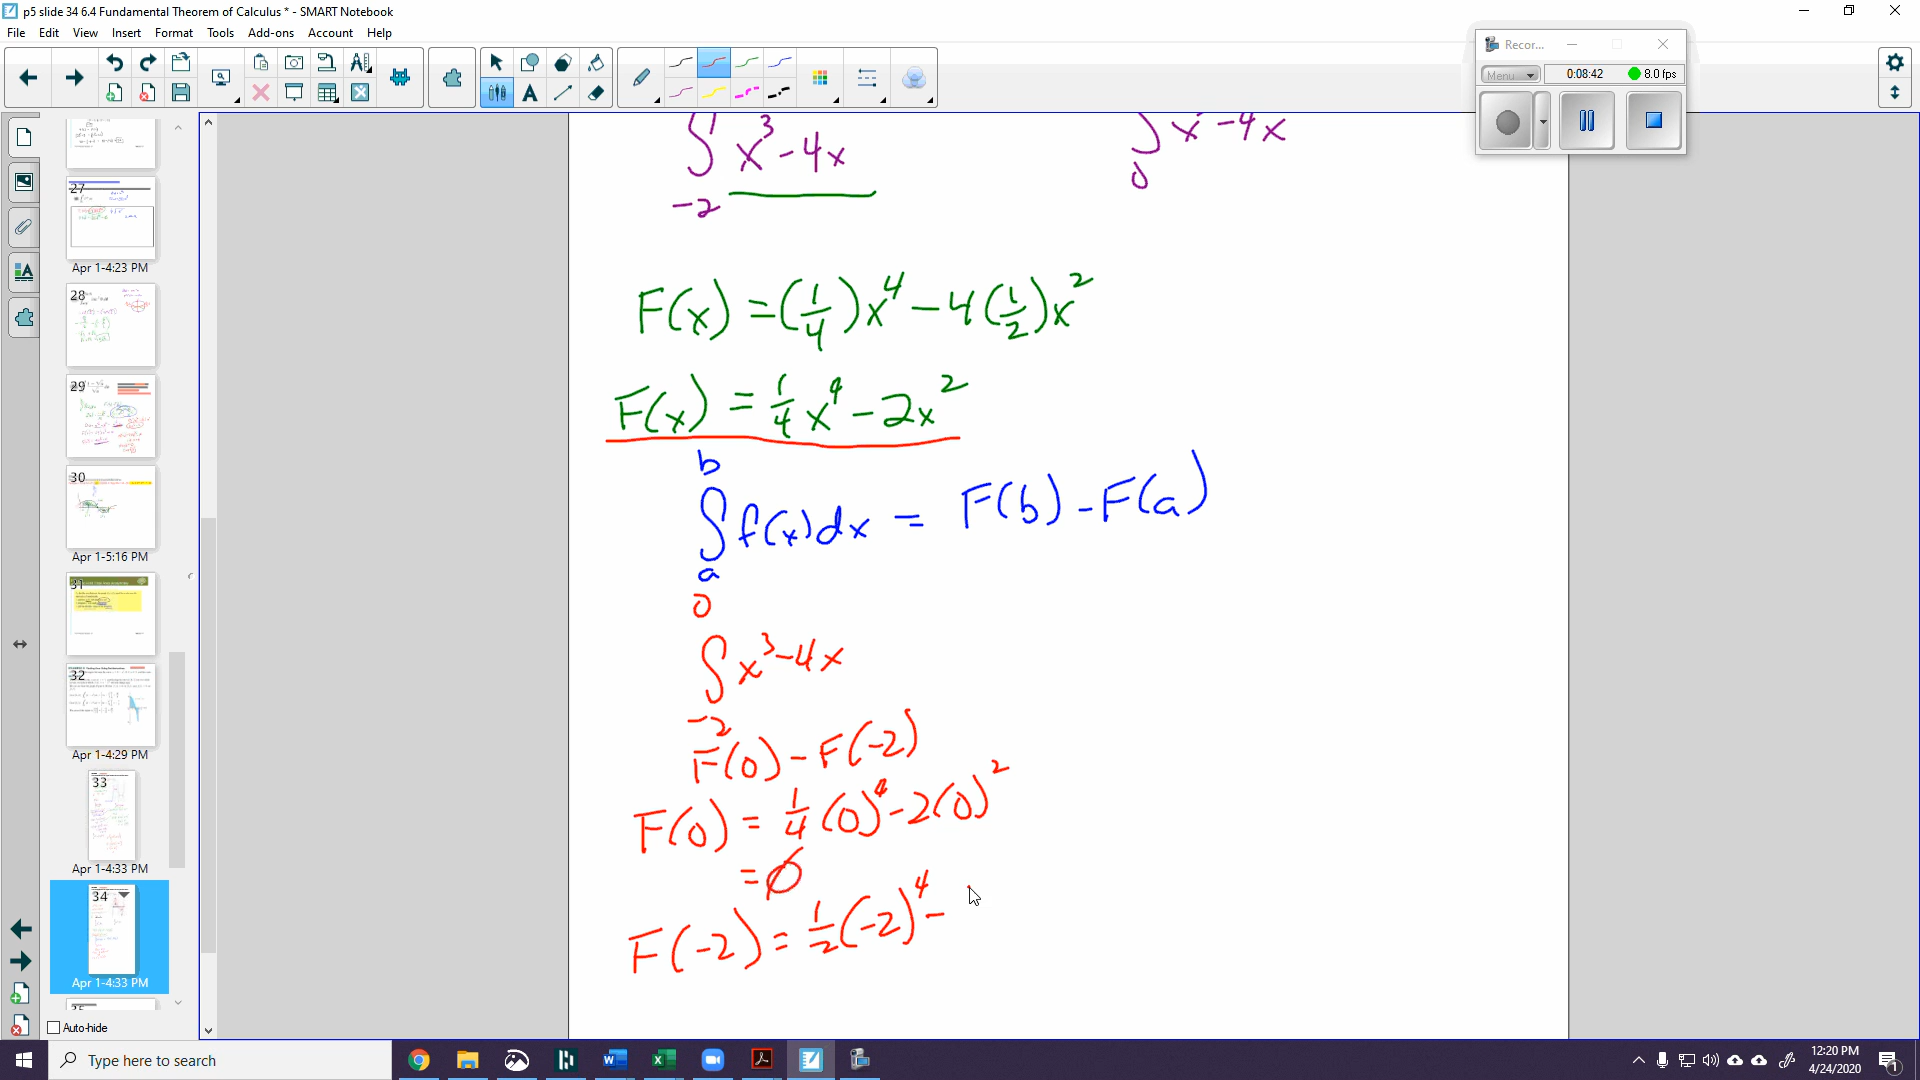 p5 slide 34 6.4 Fundamental Theorem of Calculus * - SMART Notebook
File Edit View Insert Format Tools Add-ons Account Help
Recor...
Menu 0:08:42 8.0 fps
27
Apr 1-4:23 PM
28
29
30
Apr 1-5:16 PM
31
32
Apr 1-4:29 PM
33
Apr 1-4:33 PM
34
Apr 1-4:33 PM
Auto-hide
∫ x³-4x
-2
∫ x -4x
0
F(x) = (1/4)x⁴ - 4(1/2)x²
F(x) = 1/4 x⁴ - 2x²
b
∫ f(x)dx = F(b) - F(a)
a
0
∫ x³-4x
-2
F(0) - F(-2)
F(0) = 1/4 (0)⁴ - 2(0)²
= 0
F(-2) = 1/2 (-2)⁴ -
Type here to search
12:20 PM
4/24/2020
1